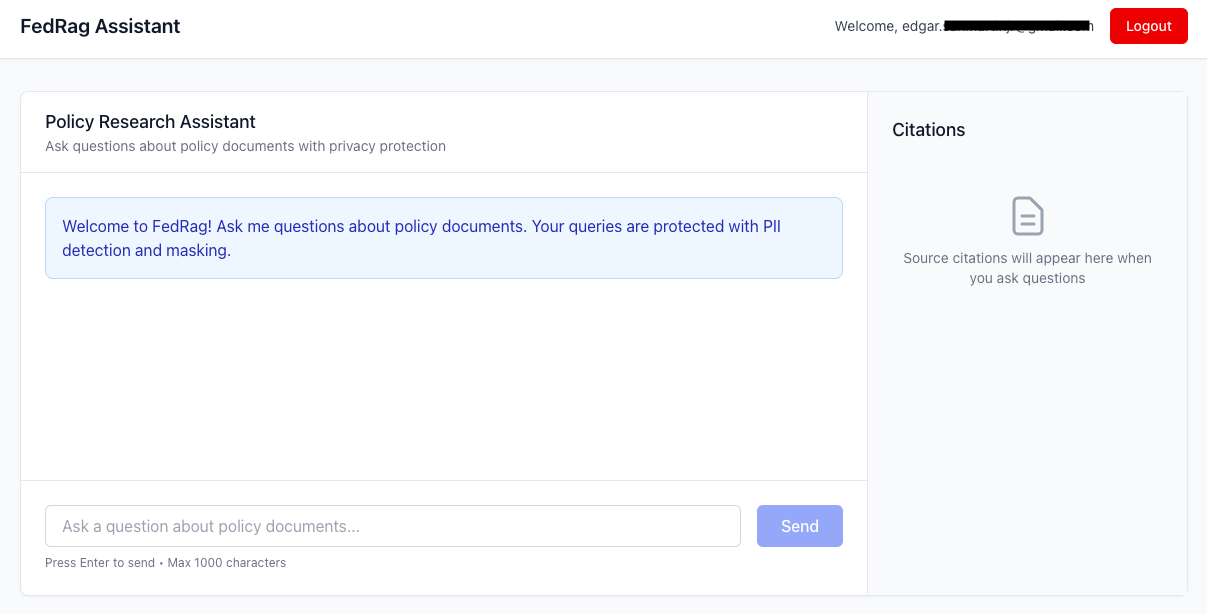 FedRag Assistant
Welcome, edgar.
Logout
Policy Research Assistant
Ask questions about policy documents with privacy protection
Welcome to FedRag! Ask me questions about policy documents. Your queries are protected with PII
detection and masking.
Ask a question about policy documents...
Send
Press Enter to send • Max 1000 characters
Citations
Source citations will appear here when
you ask questions